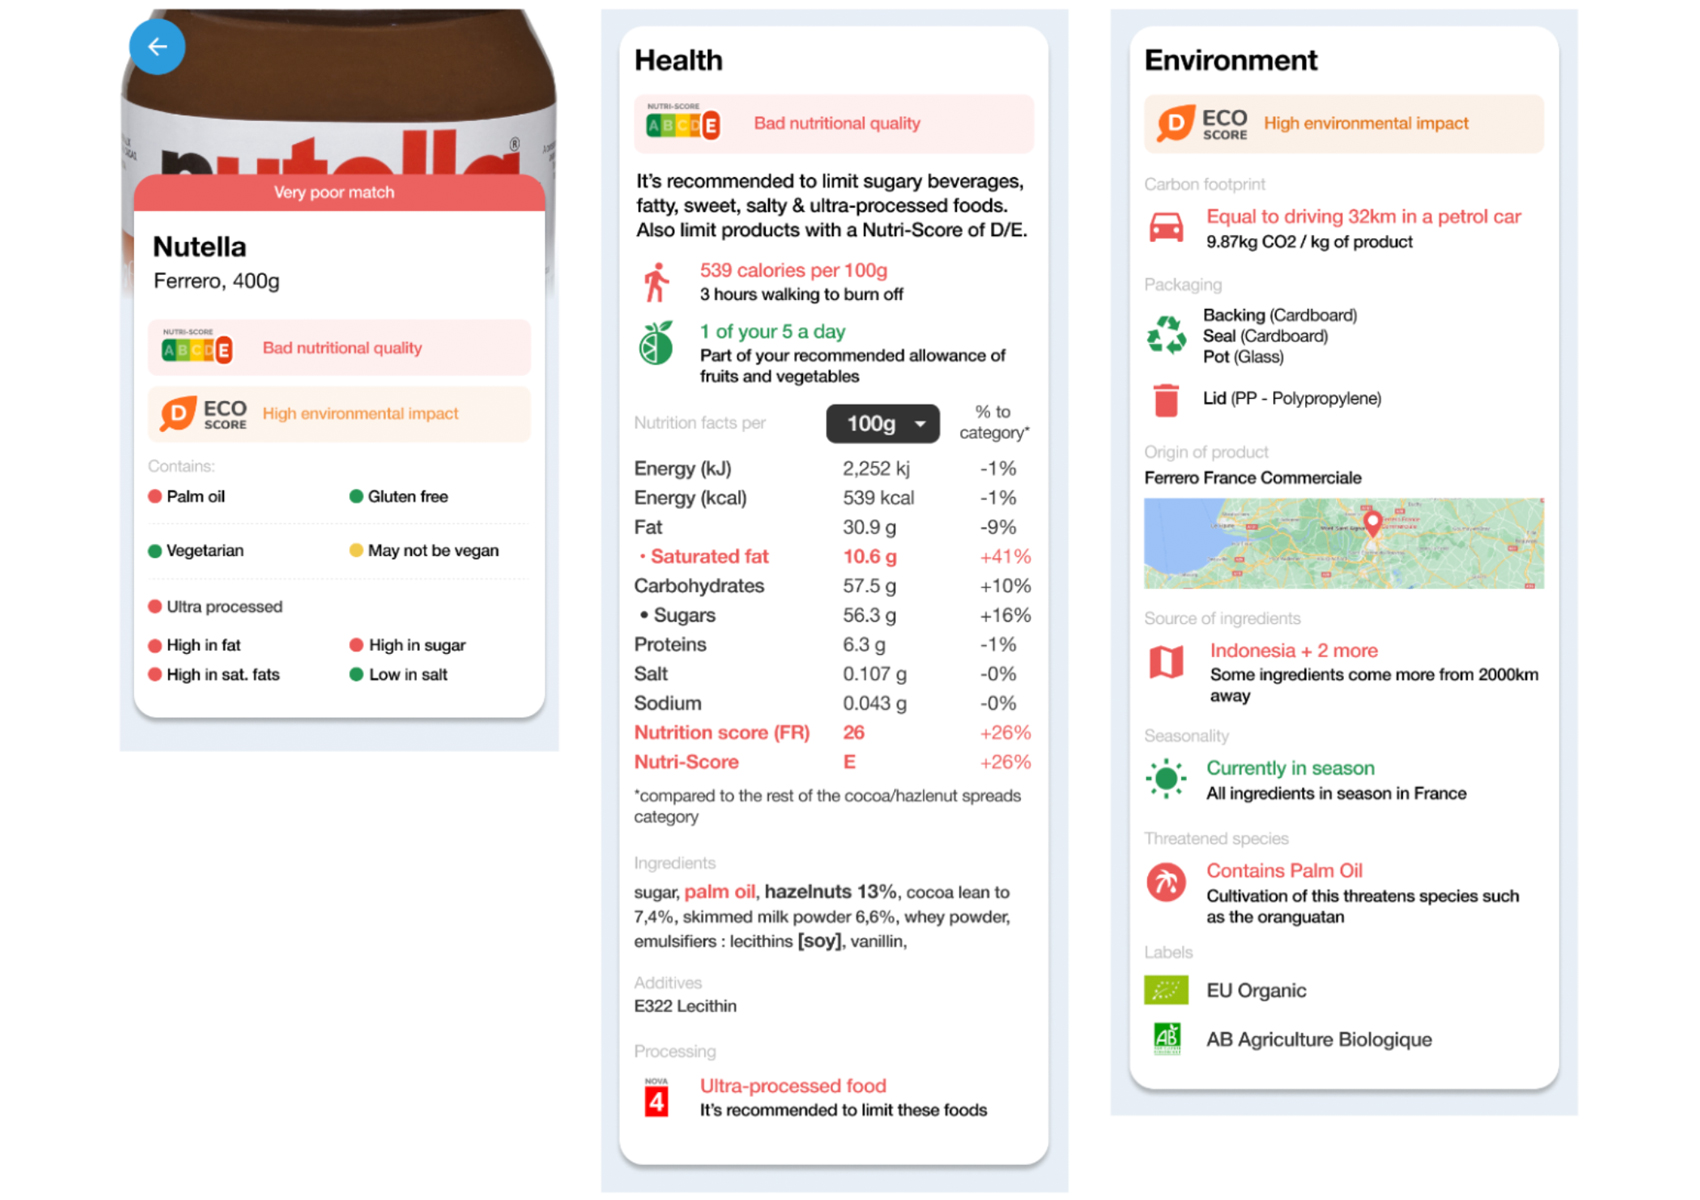 nutella
®
Very poor match
Nutella
Ferrero, 400g
NUTRI-SCORE
A B C D E
Bad nutritional quality
D ECO
SCORE
High environmental impact
Contains:
Palm oil
Gluten free
Vegetarian
May not be vegan
Ultra processed
High in fat
High in sugar
High in sat. fats
Low in salt
Health
NUTRI-SCORE
A B C D E
Bad nutritional quality
It's recommended to limit sugary beverages,
fatty, sweet, salty & ultra-processed foods.
Also limit products with a Nutri-Score of D/E.
539 calories per 100g
3 hours walking to burn off
1 of your 5 a day
Part of your recommended allowance of
fruits and vegetables
Nutrition facts per 100g % to
category*
Energy (kJ) 2,252 kj -1%
Energy (kcal) 539 kcal -1%
Fat 30.9 g -9%
• Saturated fat 10.6 g +41%
Carbohydrates 57.5 g +10%
• Sugars 56.3 g +16%
Proteins 6.3 g -1%
Salt 0.107 g -0%
Sodium 0.043 g -0%
Nutrition score (FR) 26 +26%
Nutri-Score E +26%
*compared to the rest of the cocoa/hazlenut spreads
category
Ingredients
sugar, palm oil, hazelnuts 13%, cocoa lean to
7,4%, skimmed milk powder 6,6%, whey powder,
emulsifiers : lecithins [soy], vanillin,
Additives
E322 Lecithin
Processing
NOVA
4
Ultra-processed food
It's recommended to limit these foods
Environment
D ECO
SCORE
High environmental impact
Carbon footprint
Equal to driving 32km in a petrol car
9.87kg CO2 / kg of product
Packaging
Backing (Cardboard)
Seal (Cardboard)
Pot (Glass)
Lid (PP - Polypropylene)
Origin of product
Ferrero France Commerciale
Source of ingredients
Indonesia + 2 more
Some ingredients come more from 2000km
away
Seasonality
Currently in season
All ingredients in season in France
Threatened species
Contains Palm Oil
Cultivation of this threatens species such
as the oranguatan
Labels
EU Organic
AB
AB Agriculture Biologique